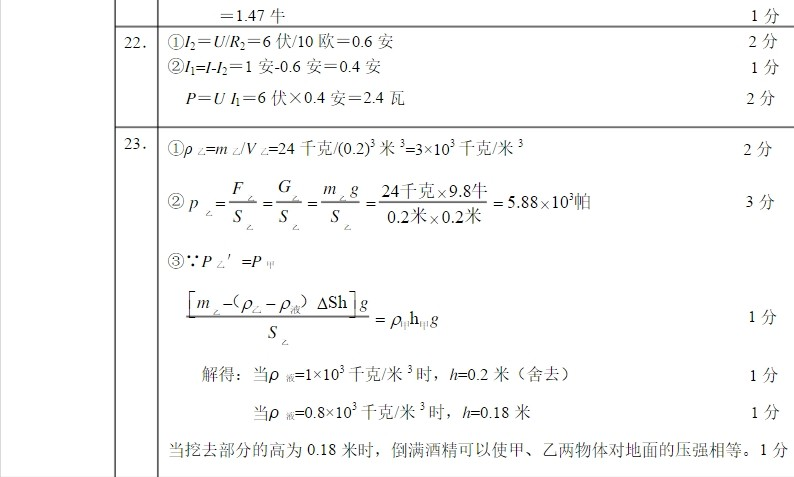 ＝1.47 牛 1 分
22． ①I₂＝U/R₂＝6 伏/10 欧＝0.6 安 2 分
②I₁=I-I₂＝1 安-0.6 安＝0.4 安 1 分
P＝U I₁＝6 伏×0.4 安＝2.4 瓦 2 分
23． ①ρ乙=m乙/V乙=24 千克/(0.2)³ 米³=3×10³ 千克/米³ 2 分
②p乙=F乙/S乙=G乙/S乙=m乙g/S乙=24千克×9.8牛/0.2米×0.2米=5.88×10³帕 3 分
③∵P乙′=P甲
[m乙−(ρ乙−ρ液) ΔSh]g/S乙=ρ甲h甲g 1 分
解得：当ρ液=1×10³ 千克/米³ 时，h=0.2 米（舍去） 1 分
当ρ液=0.8×10³ 千克/米³ 时，h=0.18 米 1 分
当挖去部分的高为 0.18 米时，倒满酒精可以使甲、乙两物体对地面的压强相等。1 分